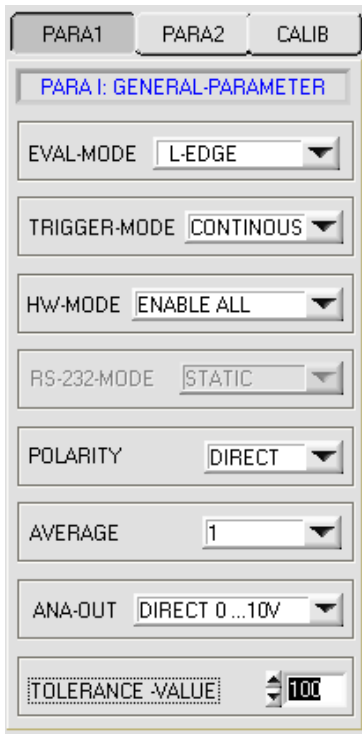 PARA1 PARA2 CALIB
PARA I: GENERAL-PARAMETER
EVAL-MODE L-EDGE
TRIGGER-MODE CONTINOUS
HW-MODE ENABLE ALL
RS-232-MODE STATIC
POLARITY DIRECT
AVERAGE 1
ANA-OUT DIRECT 0 ...10V
TOLERANCE -VALUE 100